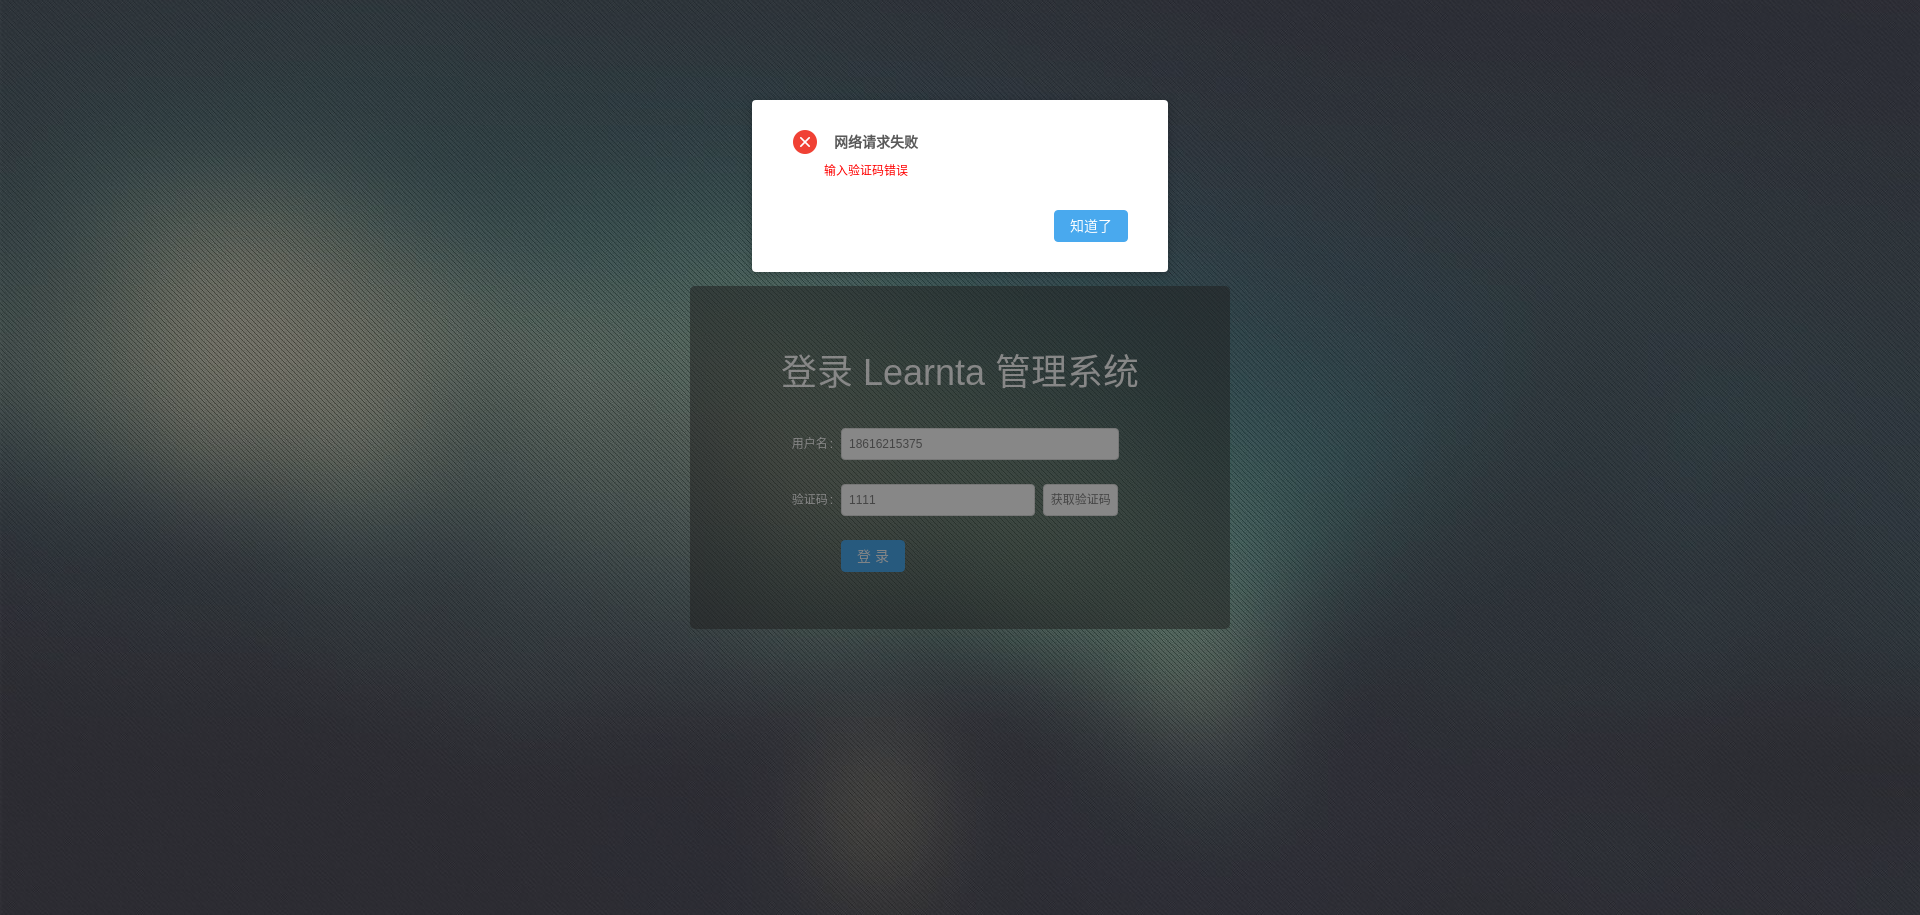 网络请求失败
输入验证码错误
知道了
登录 Learnta 管理系统
用户名: 18616215375
验证码: 1111 获取验证码
登 录